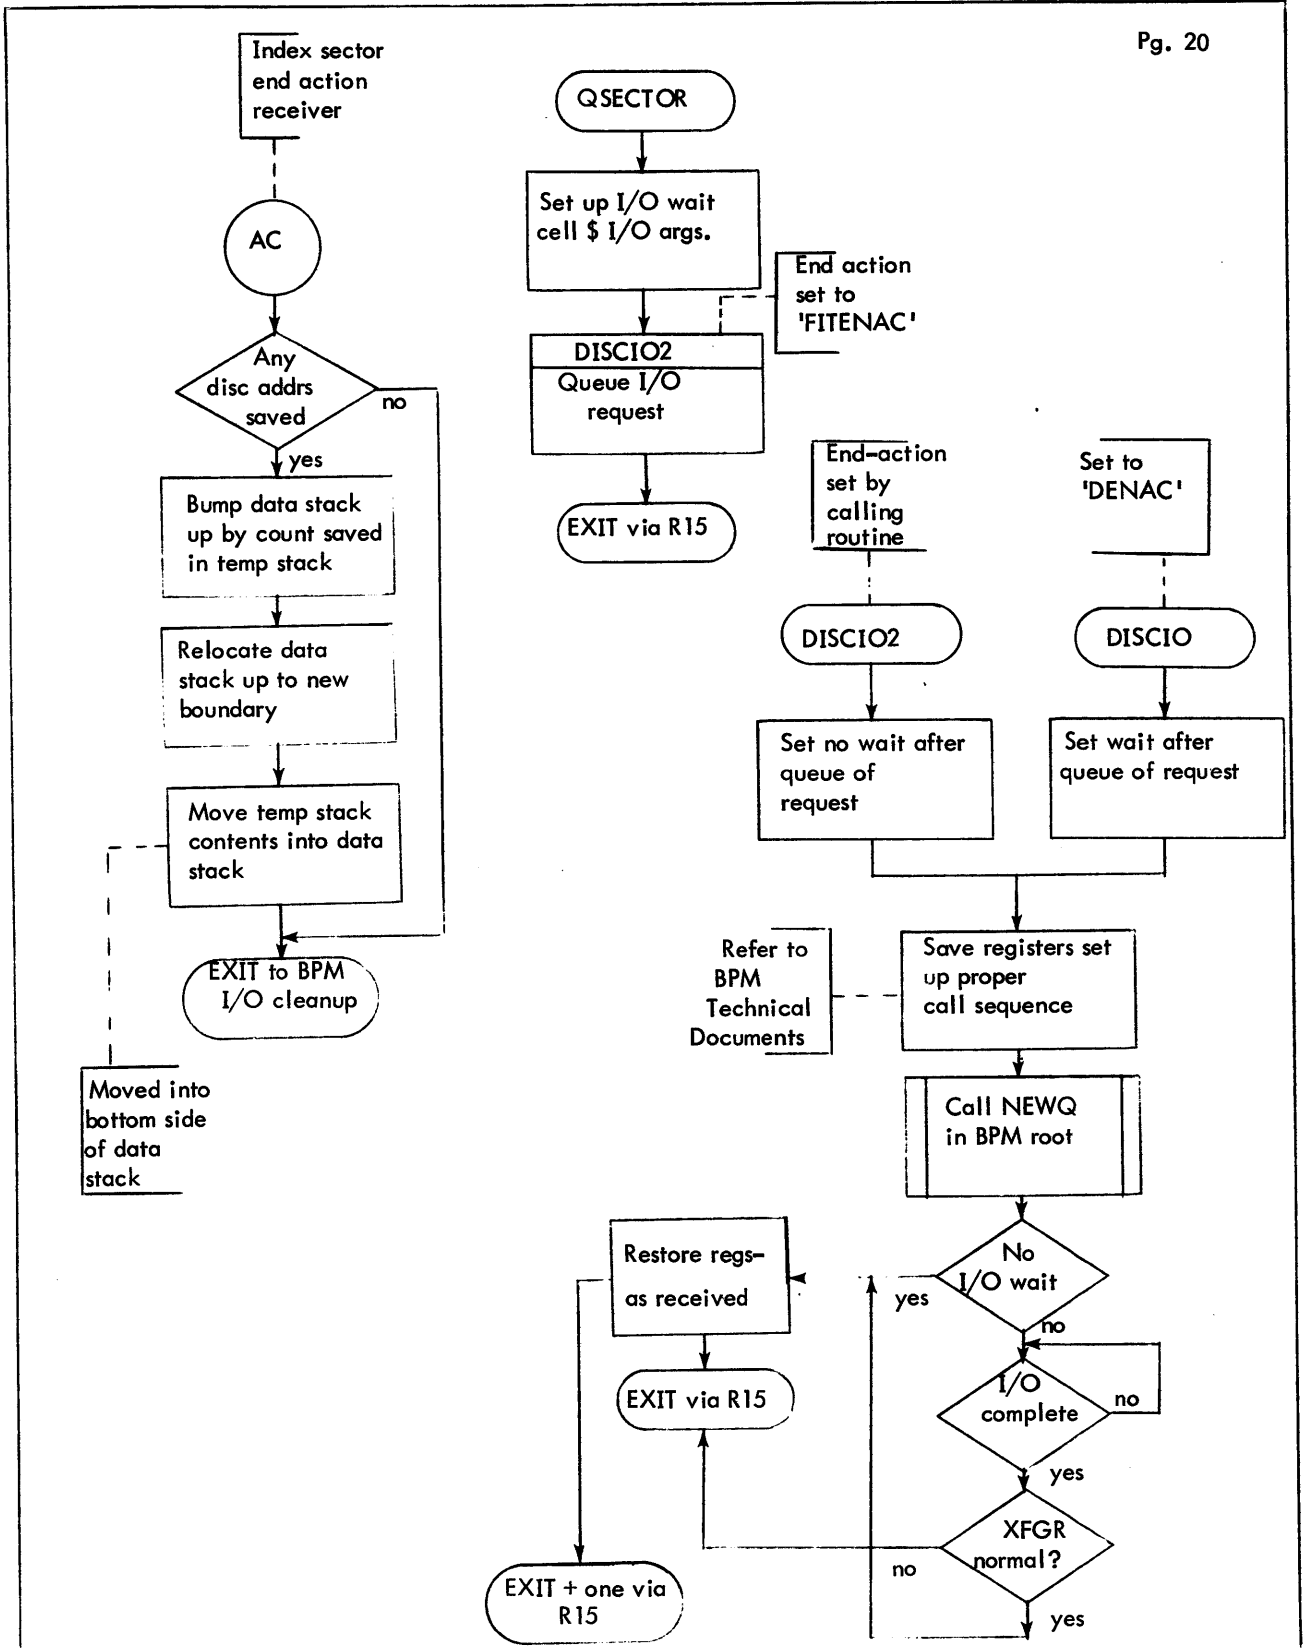 Pg. 20
Index sector
end action
receiver
AC
Any
disc addrs
saved
no
yes
Bump data stack
up by count saved
in temp stack
Relocate data
stack up to new
boundary
Move temp stack
contents into data
stack
EXIT to BPM
I/O cleanup
Moved into
bottom side
of data
stack
QSECTOR
Set up I/O wait
cell $ I/O args.
End action
set to
'FITENAC'
DISCIO2
Queue I/O
request
EXIT via R15
End-action
set by
calling
routine
Set to
'DENAC'
DISCIO2
DISCIO
Set no wait after
queue of
request
Set wait after
queue of request
Refer to
BPM
Technical
Documents
Save registers set
up proper
call sequence
Call NEWQ
in BPM root
No
I/O wait
yes
no
Restore regs-
as received
EXIT via R15
I/O
complete
no
yes
XFGR
normal?
no
yes
EXIT + one via
R15